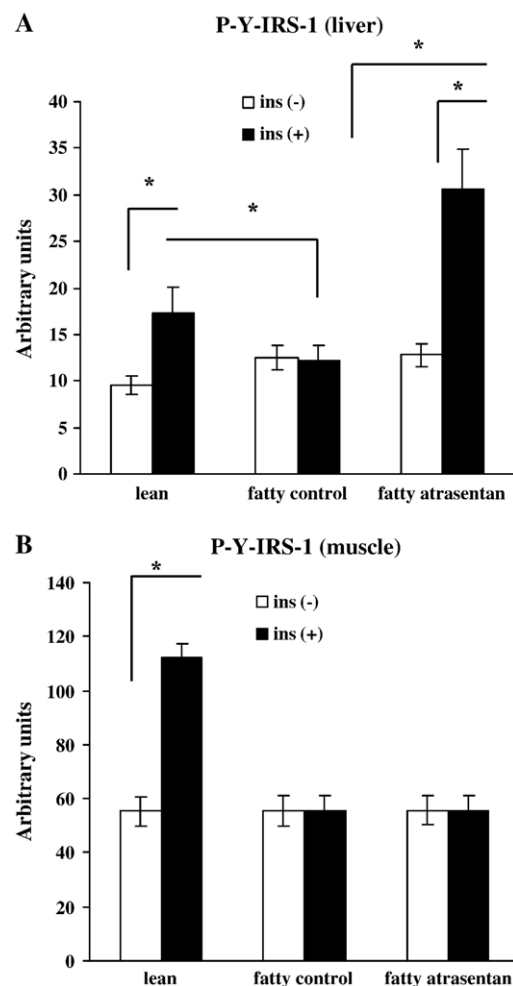 A
P-Y-IRS-1 (liver)
*
*
ins (-)
ins (+)
*
*
40
35
30
25
20
15
10
5
0
Arbitrary units
lean
fatty control
fatty atrasentan
B
P-Y-IRS-1 (muscle)
*
ins (-)
ins (+)
140
120
100
80
60
40
20
0
Arbitrary units
lean
fatty control
fatty atrasentan